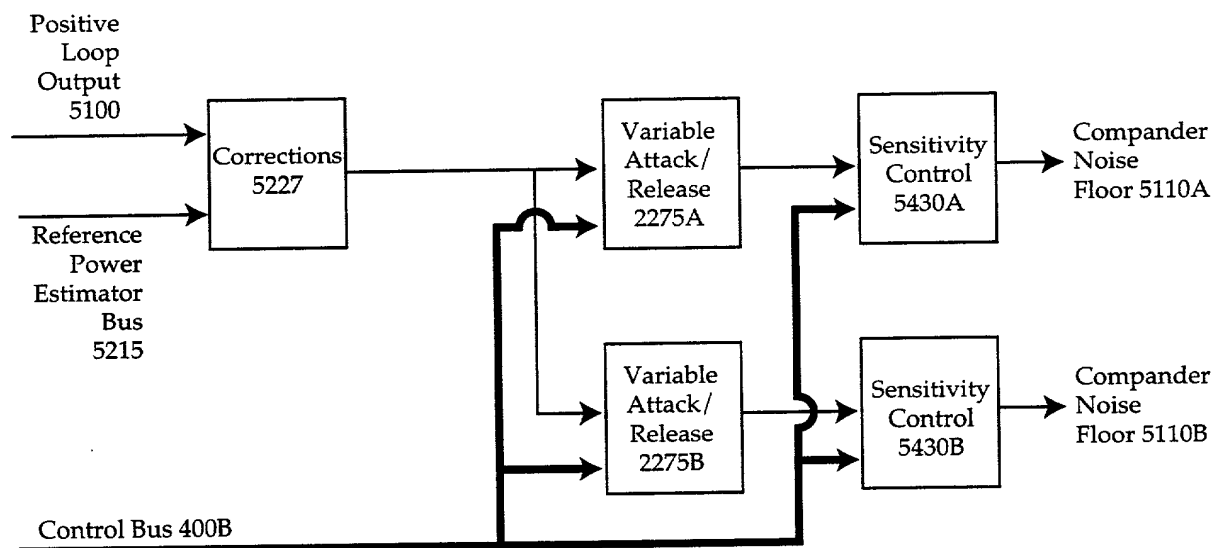 Positive
Loop
Output
5100
Corrections
5227
Reference
Power
Estimator
Bus
5215
Variable
Attack/
Release
2275A
Sensitivity
Control
5430A
Compander
Noise
Floor 5110A
Variable
Attack/
Release
2275B
Sensitivity
Control
5430B
Compander
Noise
Floor 5110B
Control Bus 400B